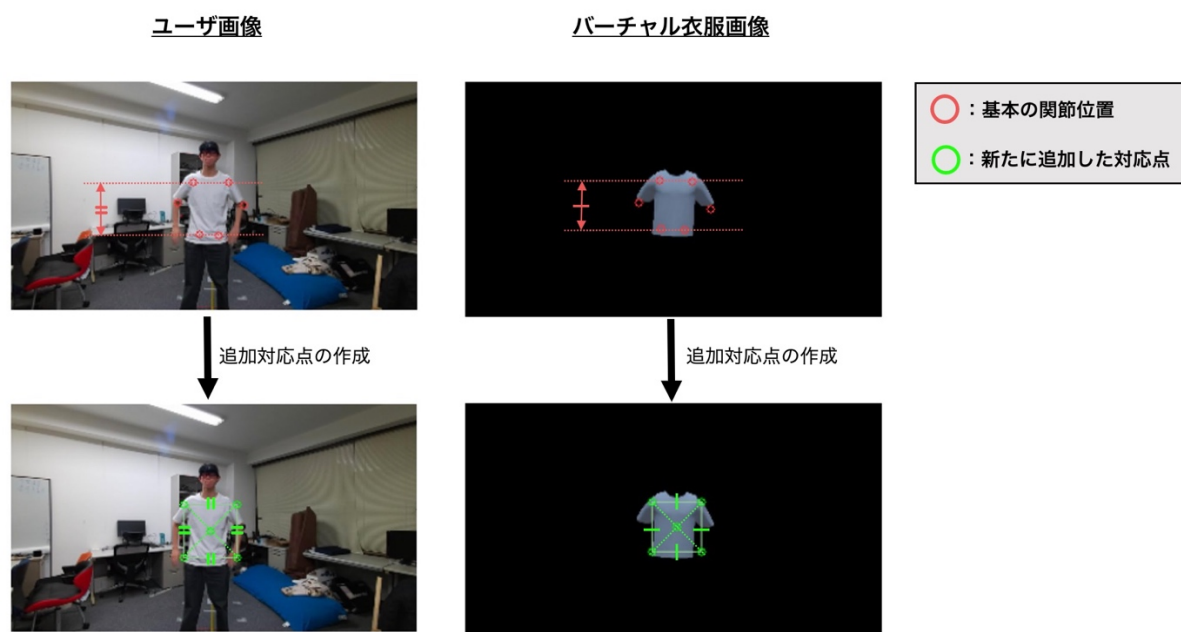 ユーザ画像
バーチャル衣服画像
：基本の関節位置
：新たに追加した対応点
追加対応点の作成
追加対応点の作成